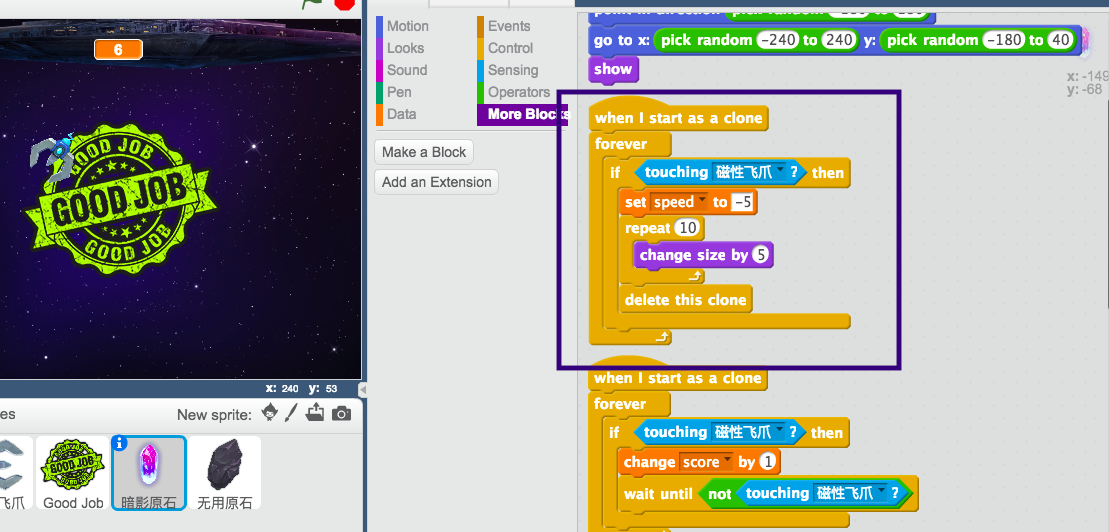 Motion
Events
Looks
Control
Sound
Sensing
Pen
Operators
Data
More Blocks
Make a Block
Add an Extension
6
GOOD JOB
GOOD JOB
GOOD JOB
x: 240 y: 53
New sprite:
飞爪
Good Job
暗影原石
无用原石
go to x: pick random -240 to 240 y: pick random -180 to 40
show
x: -149
y: -68
when I start as a clone
forever
if touching 磁性飞爪 ? then
set speed to -5
repeat 10
change size by 5
delete this clone
when I start as a clone
forever
if touching 磁性飞爪 ? then
change score by 1
wait until not touching 磁性飞爪 ?